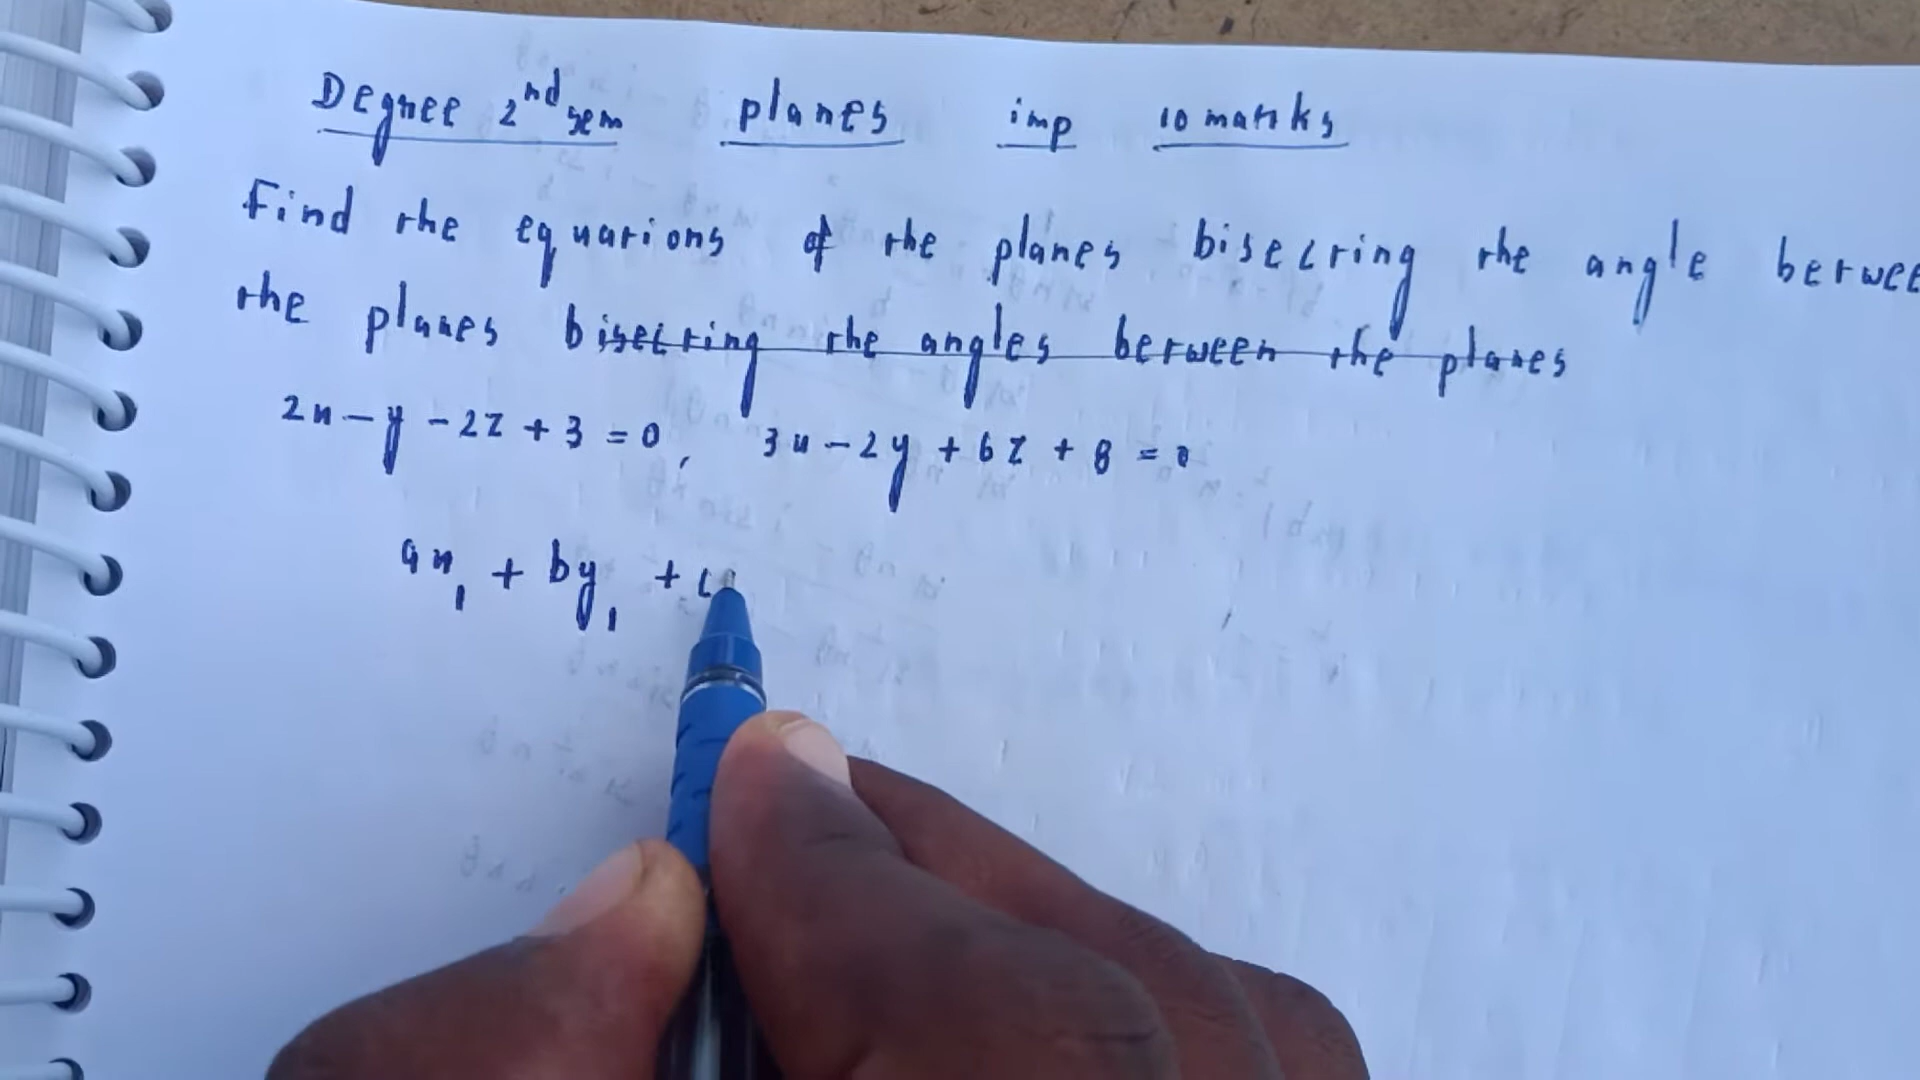 Degree 2nd sem planes imp 10 marks
Find the equations of the planes bisecting the angle betwee
the planes bisecting the angles between the planes
2x - y - 2z + 3 = 0, 3x - 2y + 6z + 8 = 0
ax1 + by1 + c